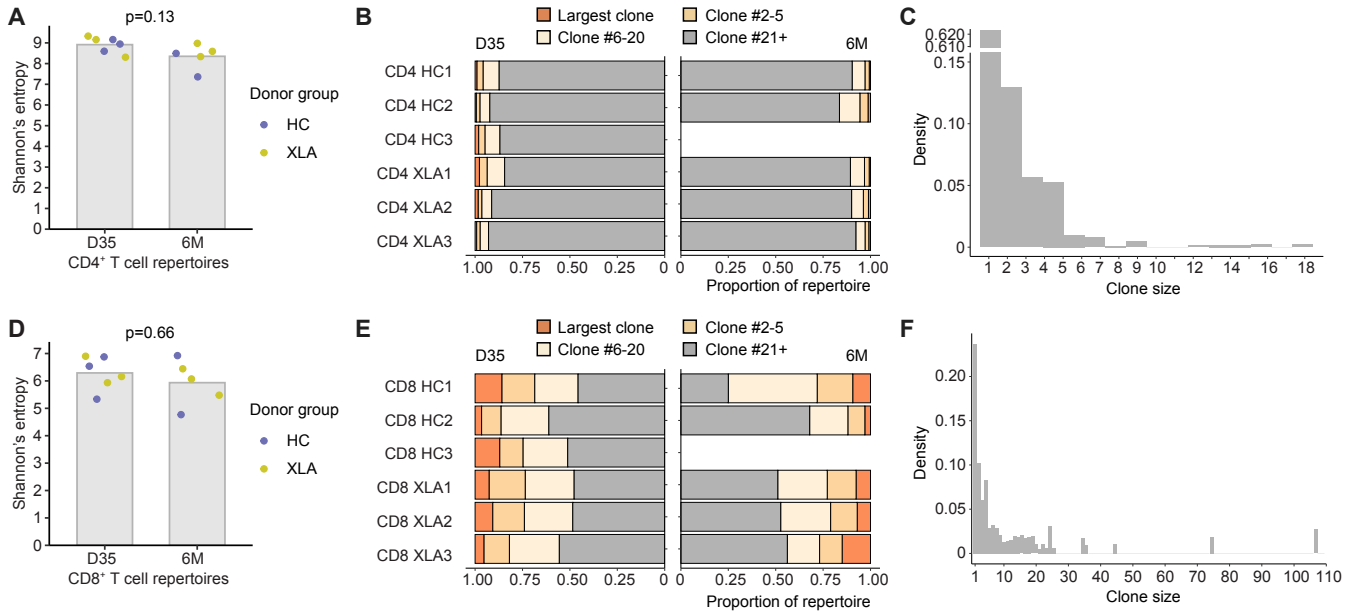 A
p=0.13
Shannon's entropy
9
8
7
6
5
4
3
2
1
0
D35
6M
CD4⁺ T cell repertoires
Donor group
HC
XLA
B
Largest clone
Clone #2-5
Clone #6-20
Clone #21+
D35
6M
CD4 HC1
CD4 HC2
CD4 HC3
CD4 XLA1
CD4 XLA2
CD4 XLA3
1.00 0.75 0.50 0.25 0
0 0.25 0.50 0.75 1.00
Proportion of repertoire
C
Density
0.620
0.610
0.15
0.10
0.05
0
1 2 3 4 5 6 7 8 9 10 12 14 16 18
Clone size
D
p=0.66
Shannon's entropy
7
6
5
4
3
2
1
0
D35
6M
CD8⁺ T cell repertoires
Donor group
HC
XLA
E
Largest clone
Clone #2-5
Clone #6-20
Clone #21+
D35
6M
CD8 HC1
CD8 HC2
CD8 HC3
CD8 XLA1
CD8 XLA2
CD8 XLA3
1.00 0.75 0.50 0.25 0
0 0.25 0.50 0.75 1.00
Proportion of repertoire
F
Density
0.20
0.15
0.10
0.05
0
1 10 20 30 40 50 60 70 80 90 100 110
Clone size